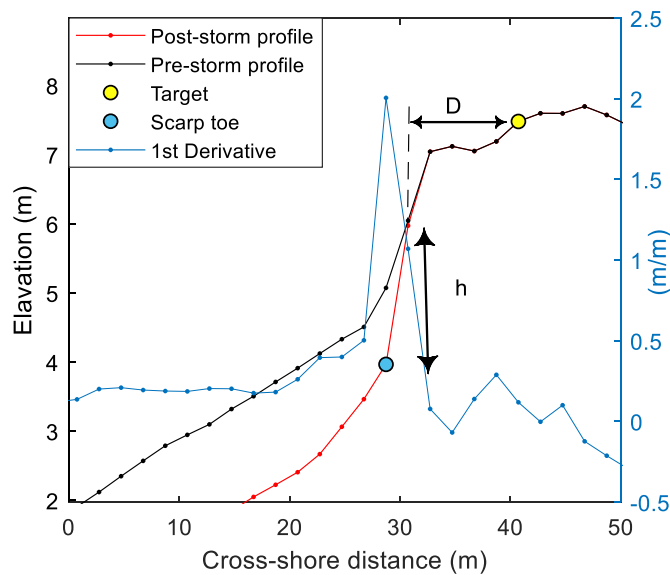 Post-storm profile
Pre-storm profile
Target
Scarp toe
1st Derivative
D
h
Elavation (m)
8
7
6
5
4
3
2
2.5
2
1.5
1
0.5
0
-0.5
(m/m)
0 10 20 30 40 50
Cross-shore distance (m)